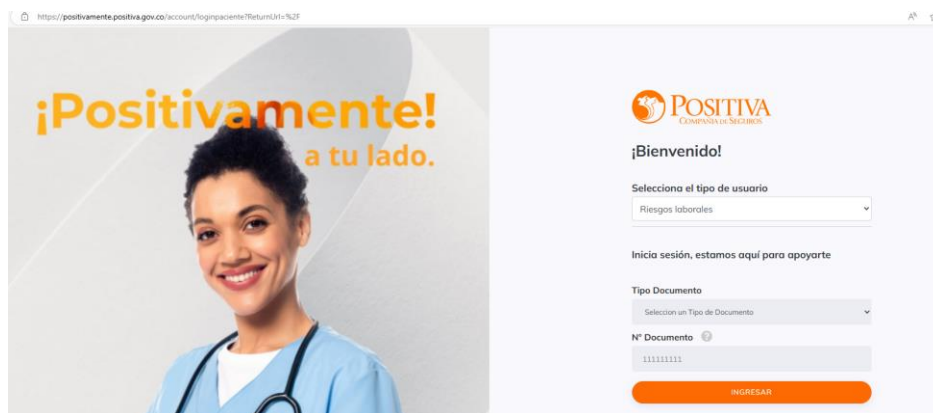 https://positivamente.positiva.gov.co/account/loginpaciente?ReturnUrl=%2F
¡Positivamente!
a tu lado.
POSITIVA
COMPAÑIA DE SEGUROS
¡Bienvenido!
Selecciona el tipo de usuario
Riesgos laborales
Inicia sesión, estamos aquí para apoyarte
Tipo Documento
Seleccion un Tipo de Documento
N° Documento ?
111111111
INGRESAR